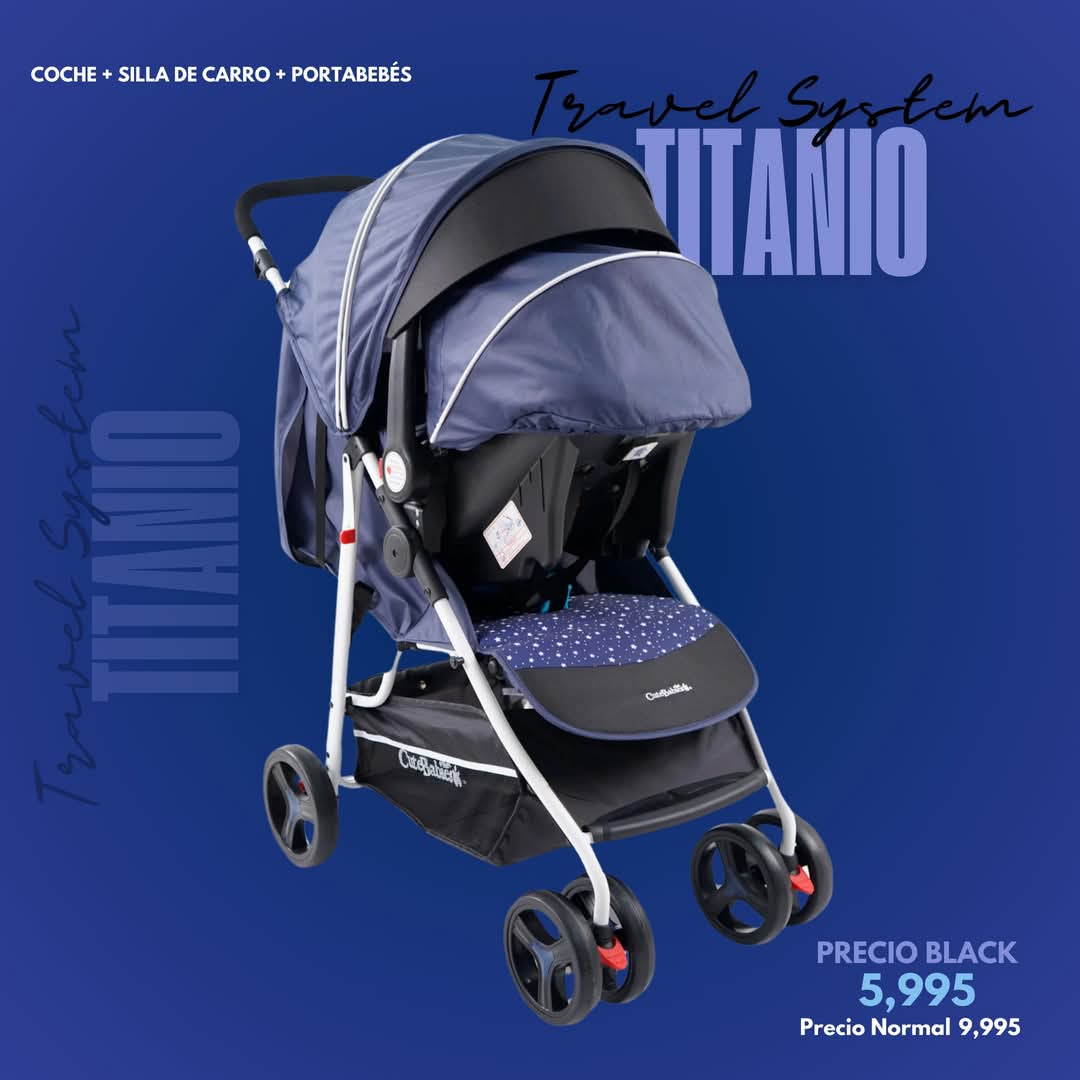 COCHE + SILLA DE CARRO + PORTABEBÉS
Travel System
TITANIO
Travel System
TITANIO
CuteBabies
CuteBabies
PRECIO BLACK
5,995
Precio Normal 9,995